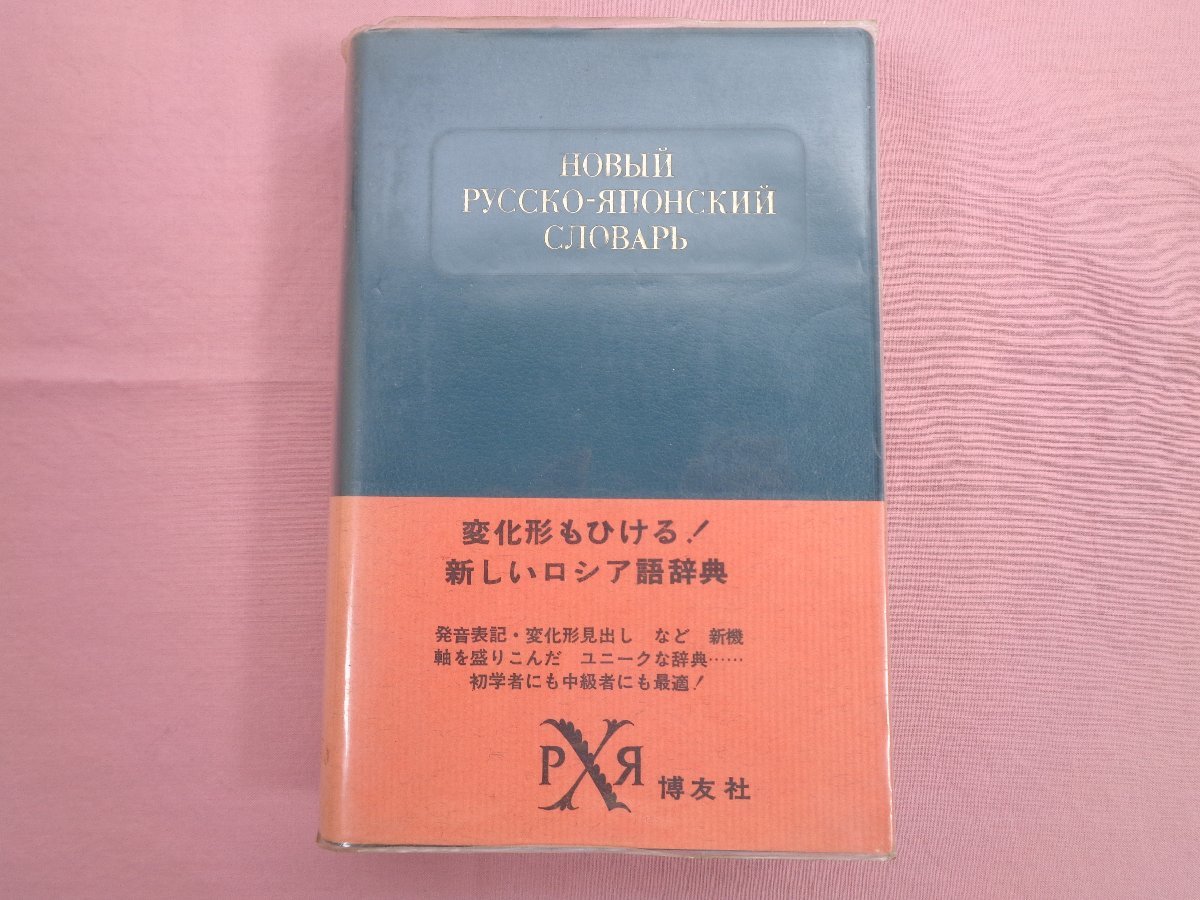 НОВЫЙ
РУССКО-ЯПОНСКИЙ
СЛОВАРЬ
変化形もひける！
新しいロシア語辞典
発音表記・変化形見出し など 新機
軸を盛りこんだ ユニークな辞典……
初学者にも中級者にも最適！
РЯ 博友社